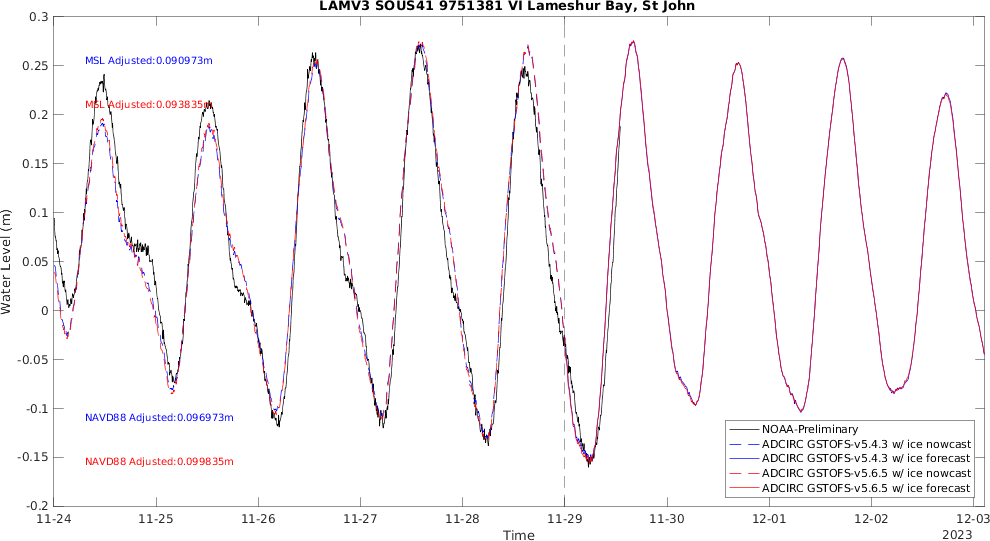 LAMV3 SOUS41 9751381 VI Lameshur Bay, St John
0.3
0.25
0.2
0.15
0.1
0.05
0
-0.05
-0.1
-0.15
-0.2
Water Level (m)
MSL Adjusted:0.090973m
MSL Adjusted:0.093835m
NAVD88 Adjusted:0.096973m
NAVD88 Adjusted:0.099835m
NOAA-Preliminary
ADCIRC GSTOFS-v5.4.3 w/ ice nowcast
ADCIRC GSTOFS-v5.4.3 w/ ice forecast
ADCIRC GSTOFS-v5.6.5 w/ ice nowcast
ADCIRC GSTOFS-v5.6.5 w/ ice forecast
11-24 11-25 11-26 11-27 11-28 11-29 11-30 12-01 12-02 12-03
Time
2023